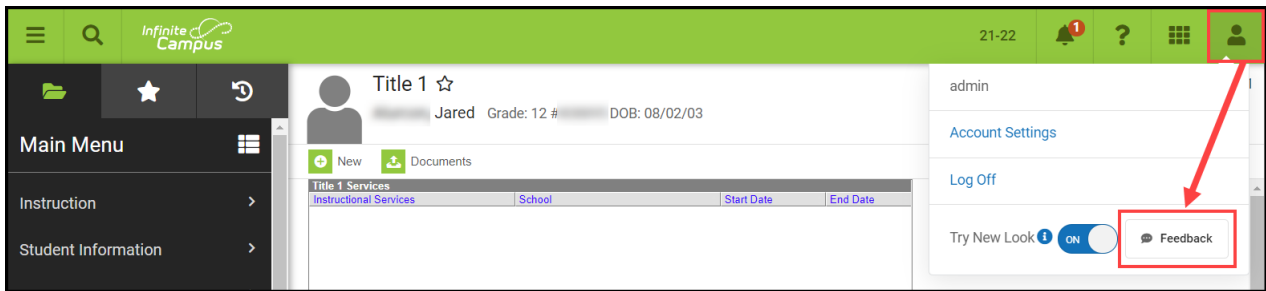 Infinite
Campus
21-22
1
?
Title 1
Jared Grade: 12 # DOB: 08/02/03
admin
Account Settings
Log Off
Try New Look ON Feedback
Main Menu
New Documents
Title 1 Services
Instructional Services School Start Date End Date
Instruction
Student Information